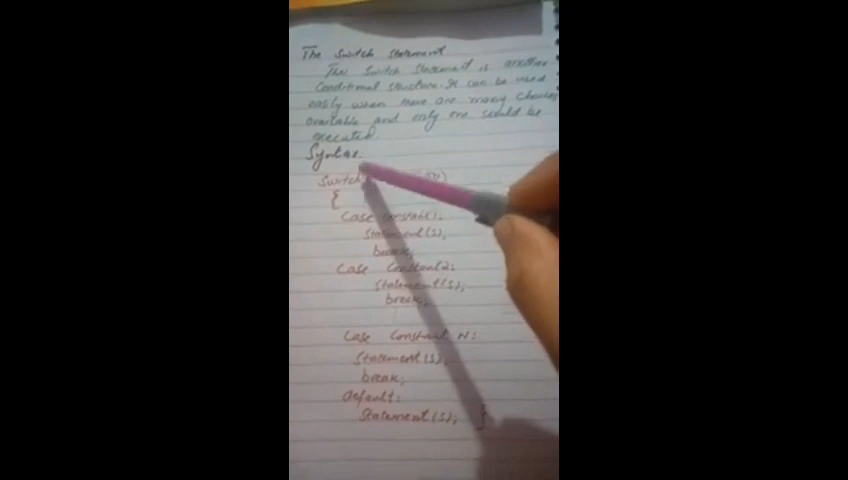 The Switch Statement
The Switch Statement is another
Conditional structure. It can be used
easily when there are many choices
available and only one should be
executed.
Syntax.
Switch
{
Case Constant1:
Statement(s);
break;
Case Constant2:
Statement(s);
break;
Case Constant N:
Statement(s);
break;
default:
Statement(s); }